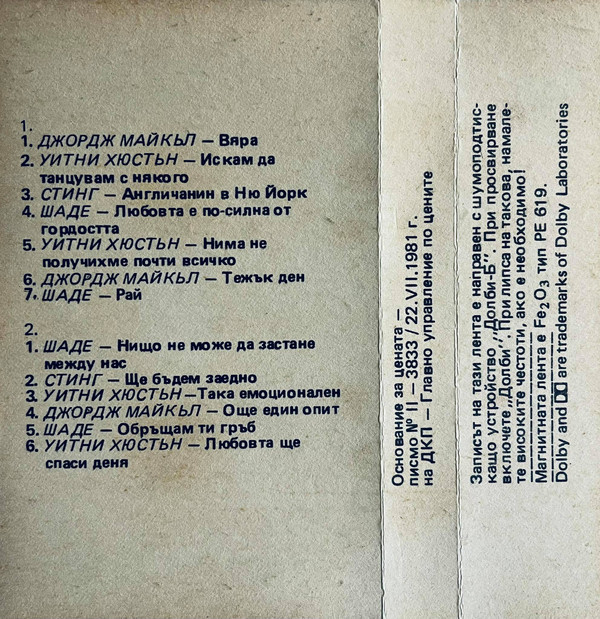 1.
1. ДЖОРДЖ МАЙКЪЛ – Вяра
2. УИТНИ ХЮСТЪН – Искам да
танцувам с някого
3. СТИНГ – Англичанин в Ню Йорк
4. ШАДЕ – Любовта е по-силна от
гордостта
5. УИТНИ ХЮСТЪН – Нима не
получихме почти всичко
6. ДЖОРДЖ МАЙКЪЛ – Тежък ден
7. ШАДЕ – Рай
2.
1. ШАДЕ – Нищо не може да застане
между нас
2. СТИНГ – Ще бъдем заедно
3. УИТНИ ХЮСТЪН – Така емоционален
4. ДЖОРДЖ МАЙКЪЛ – Още един опит
5. ШАДЕ – Обръщам ти гръб
6. УИТНИ ХЮСТЪН – Любовта ще
спаси деня
Основание за цената –
писмо № II – 3833 / 22.VII.1981 г.
на ДКП – Главно управление по цените
Записът на тази лента е направен с шумоподтис-
кащо устройство „Долби-Б". При просвирване
включете „Долби". При липса на такова, намале-
те високите честоти, ако е необходимо!
Магнитната лента е Fe₂O₃ тип PE 619.
Dolby and DD are trademarks of Dolby Laboratories